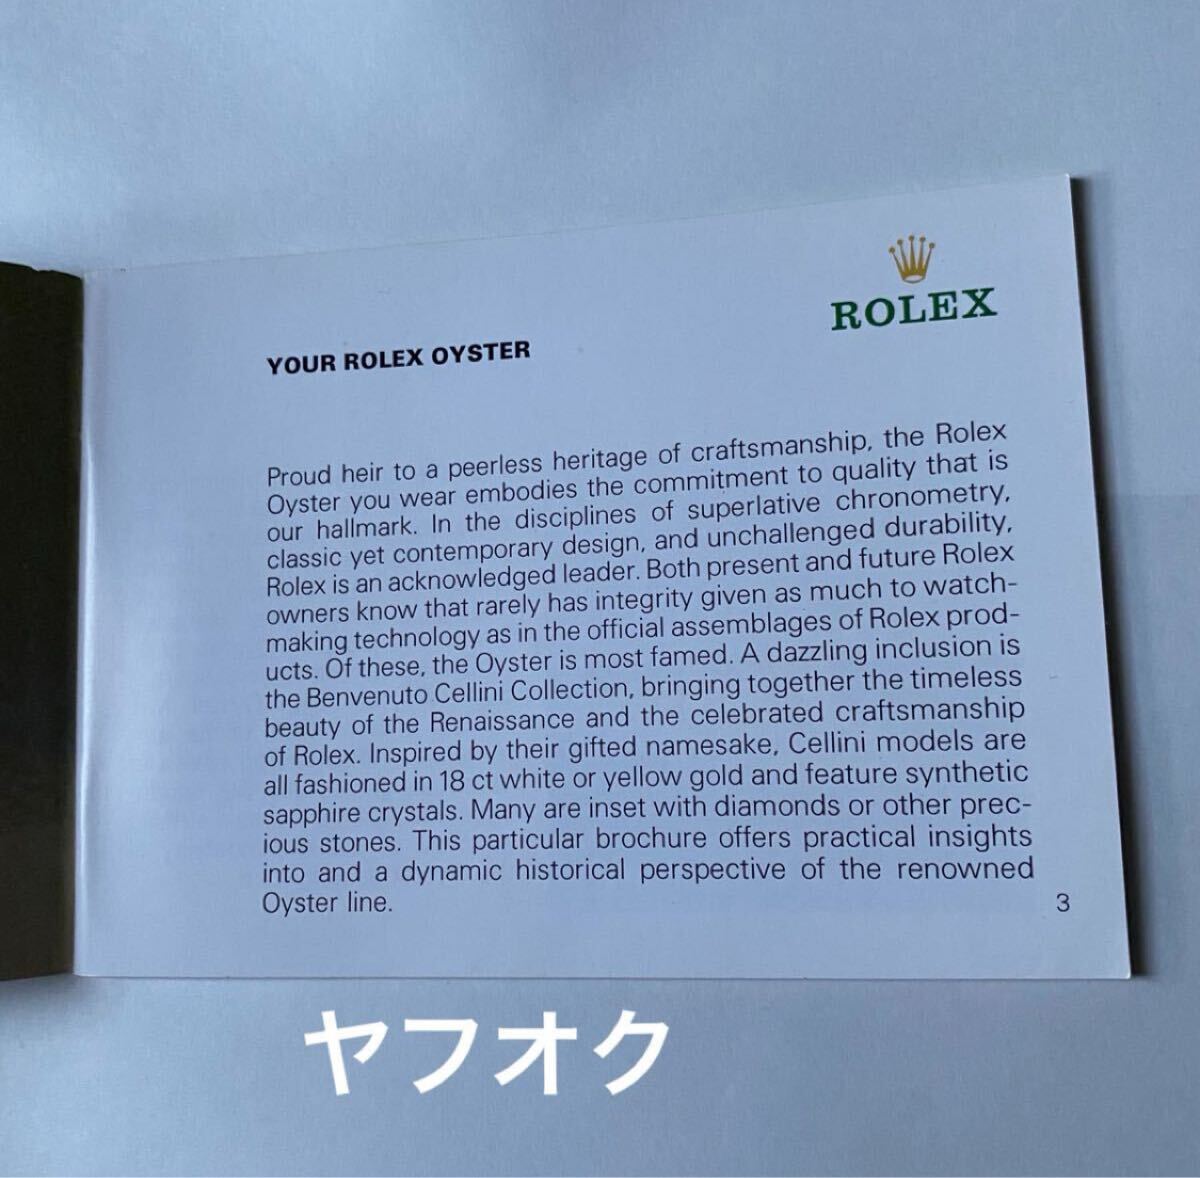 ROLEX
YOUR ROLEX OYSTER
Proud heir to a peerless heritage of craftsmanship, the Rolex
Oyster you wear embodies the commitment to quality that is
our hallmark. In the disciplines of superlative chronometry,
classic yet contemporary design, and unchallenged durability,
Rolex is an acknowledged leader. Both present and future Rolex
owners know that rarely has integrity given as much to watch-
making technology as in the official assemblages of Rolex prod-
ucts. Of these, the Oyster is most famed. A dazzling inclusion is
the Benvenuto Cellini Collection, bringing together the timeless
beauty of the Renaissance and the celebrated craftsmanship
of Rolex. Inspired by their gifted namesake, Cellini models are
all fashioned in 18 ct white or yellow gold and feature synthetic
sapphire crystals. Many are inset with diamonds or other prec-
ious stones. This particular brochure offers practical insights
into and a dynamic historical perspective of the renowned
Oyster line.
3
ヤフオク